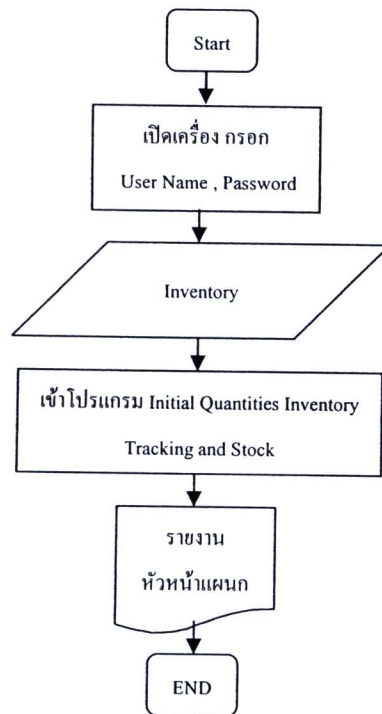 Start
เปิดเครื่อง กรอก
User Name , Password
Inventory
เข้าโปรแกรม Initial Quantities Inventory
Tracking and Stock
รายงาน
หัวหน้าแผนก
END